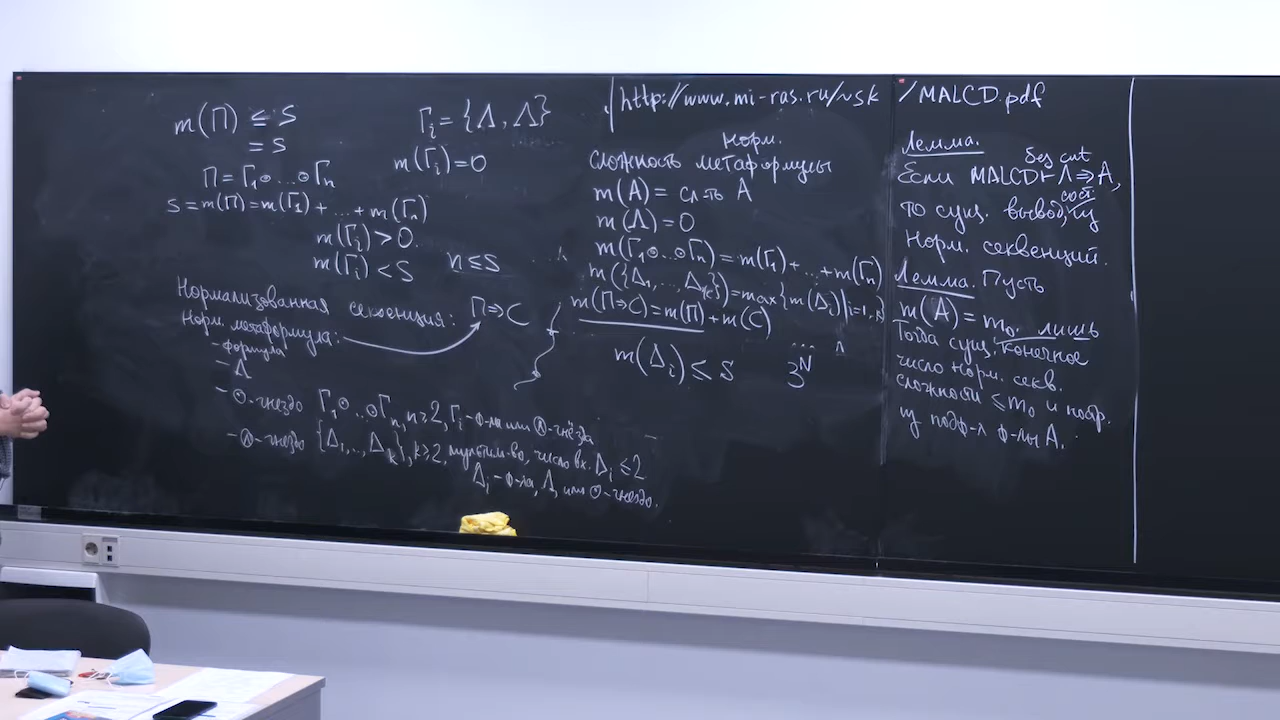 m(Π) ≤ S
= S
Π = Γ₁⊙...⊙Γₙ
S = m(Π) = m(Γ₁) + ... + m(Γₙ)
m(Γᵢ) > 0.
m(Γᵢ) < S
n ≤ S
Γᵢ = {Λ, Λ}
m(Γᵢ) = 0
Нормализованная секвенция: Π ⇒ C
Норм. метаформула:
- формула
- Λ
- ⊙-гнездо Γ₁⊙...⊙Γₙ, n ≥ 2, Γᵢ - ф-ла или Ⓐ-гнёзда
- Ⓐ-гнездо {Δ₁,..., Δₖ}, k ≥ 2, мультимн-во, число вх. Δᵢ ≤ 2
Δᵢ - ф-ла, Λ, или ⊙-гнездо.
http://www.mi-ras.ru/~sk/MALCD.pdf
норм.
сложность метаформулы
m(A) = сл-ть A
m(Λ) = 0
m(Γ₁⊙...⊙Γₙ) = m(Γ₁) + ... + m(Γₙ)
m({Δ₁,..., Δₖ}) = max{m(Δᵢ) | i=1, k}
m(Π⇒C) = m(Π) + m(C)
m(Δᵢ) ≤ S
...
3ᴺ
Лемма.
без cut
Если MALCD ⊢ Λ ⇒ A,
сост.
то сущ. вывод, из
норм. секвенций.
Лемма. Пусть
m(A) = m₀. лишь
Тогда сущ. конечное
число норм. секв.
сложности ≤ m₀ и постр.
из подф-л ф-лы A.